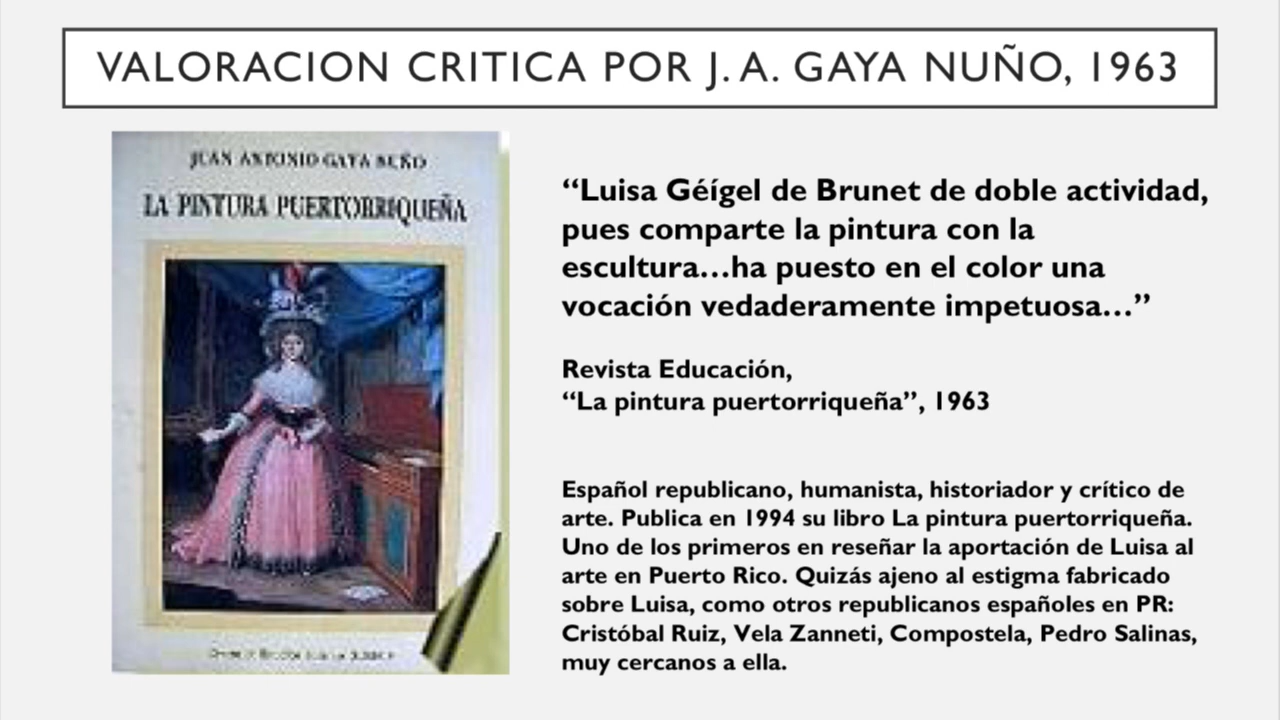 VALORACION CRITICA POR J. A. GAYA NUÑO, 1963
JUAN ANTONIO GAYA NUÑO
LA PINTURA PUERTORRIQUEÑA
“Luisa Géígel de Brunet de doble actividad,
pues comparte la pintura con la
escultura…ha puesto en el color una
vocación vedaderamente impetuosa…”
Revista Educación,
“La pintura puertorriqueña”, 1963
Español republicano, humanista, historiador y crítico de
arte. Publica en 1994 su libro La pintura puertorriqueña.
Uno de los primeros en reseñar la aportación de Luisa al
arte en Puerto Rico. Quizás ajeno al estigma fabricado
sobre Luisa, como otros republicanos españoles en PR:
Cristóbal Ruiz, Vela Zanneti, Compostela, Pedro Salinas,
muy cercanos a ella.